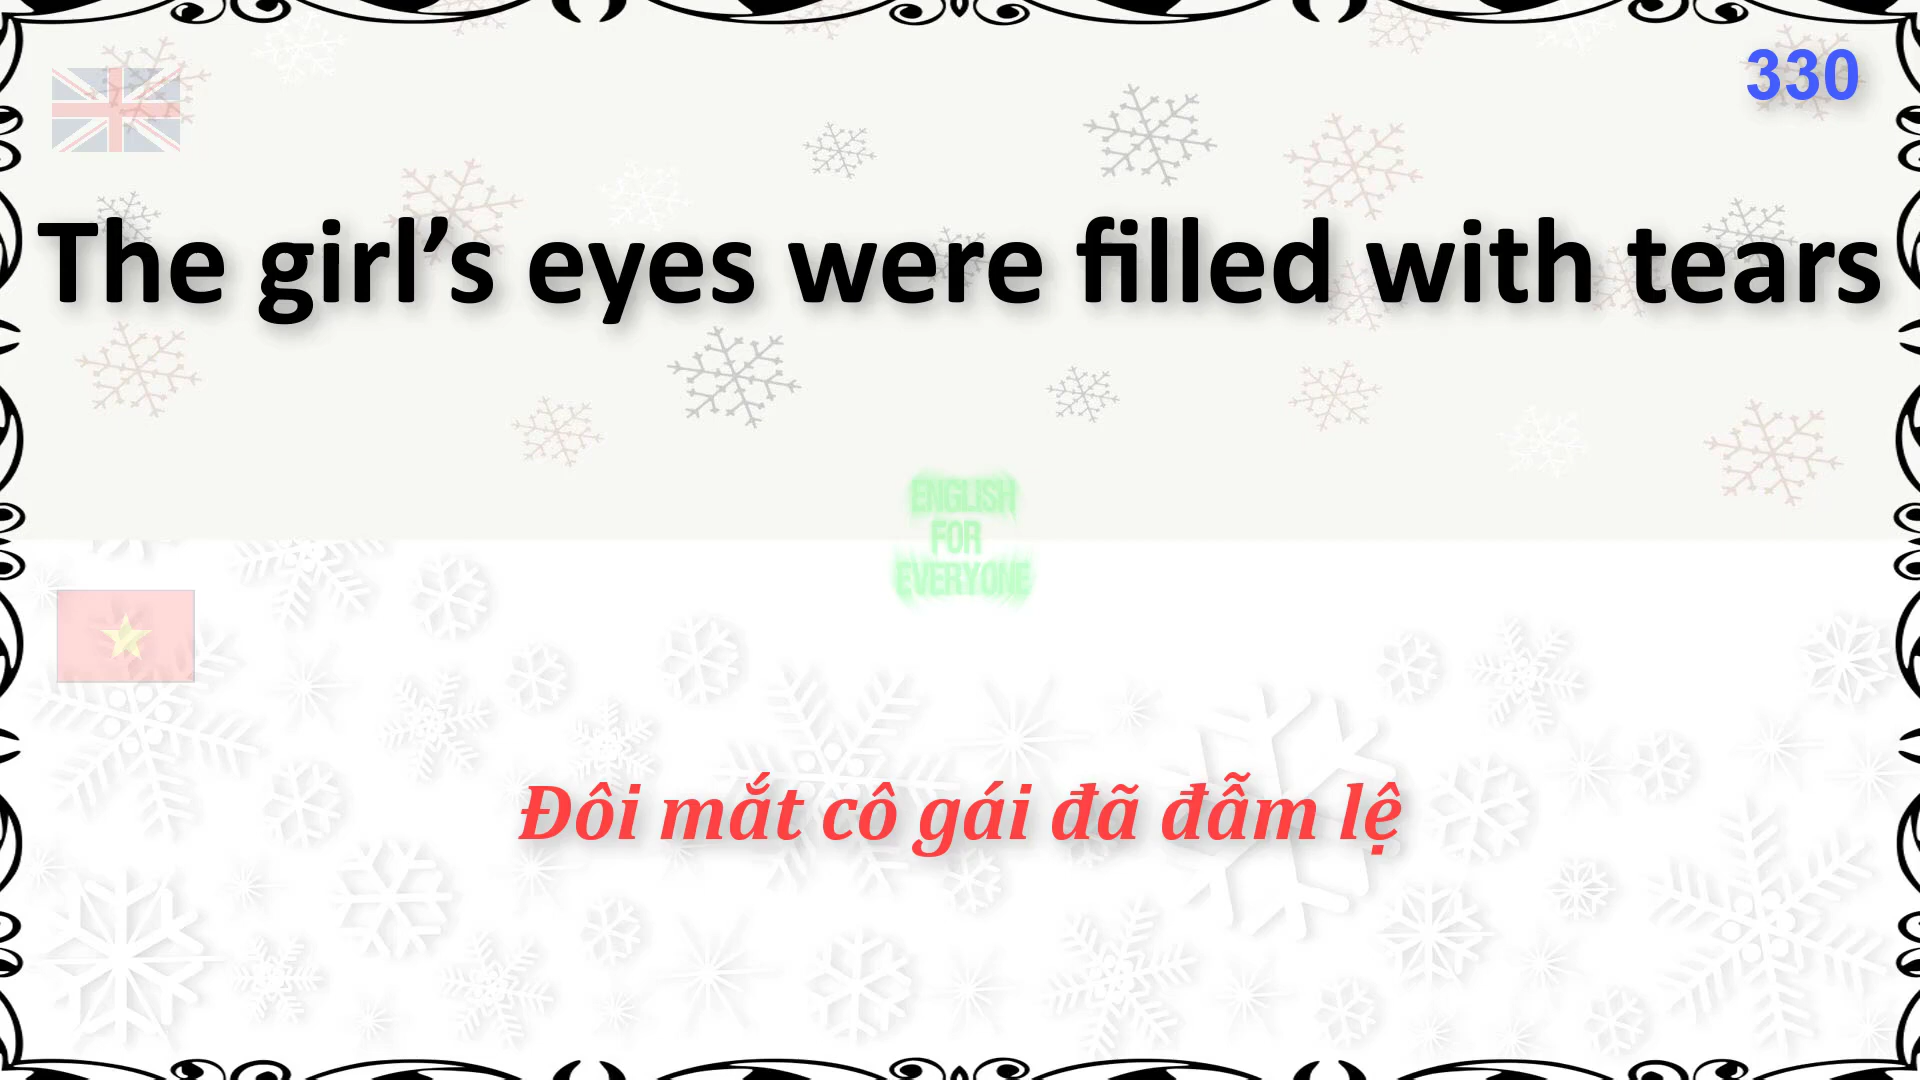 330
The girl’s eyes were filled with tears
ENGLISH
FOR
EVERYONE
Đôi mắt cô gái đã đẫm lệ